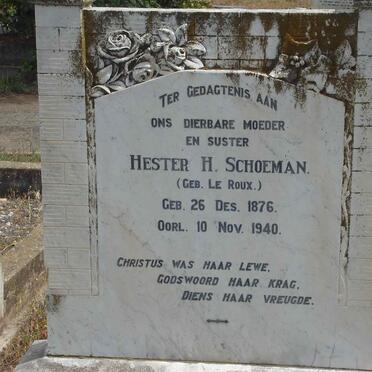 TER GEDAGTENIS AAN
ONS DIERBARE MOEDER
EN SUSTER
HESTER H. SCHOEMAN.
(GEB. LE ROUX.)
GEB. 26 DES. 1876.
OORL. 10 NOV. 1940.
CHRISTUS WAS HAAR LEWE,
GODSWOORD HAAR KRAG,
DIENS HAAR VREUGDE.